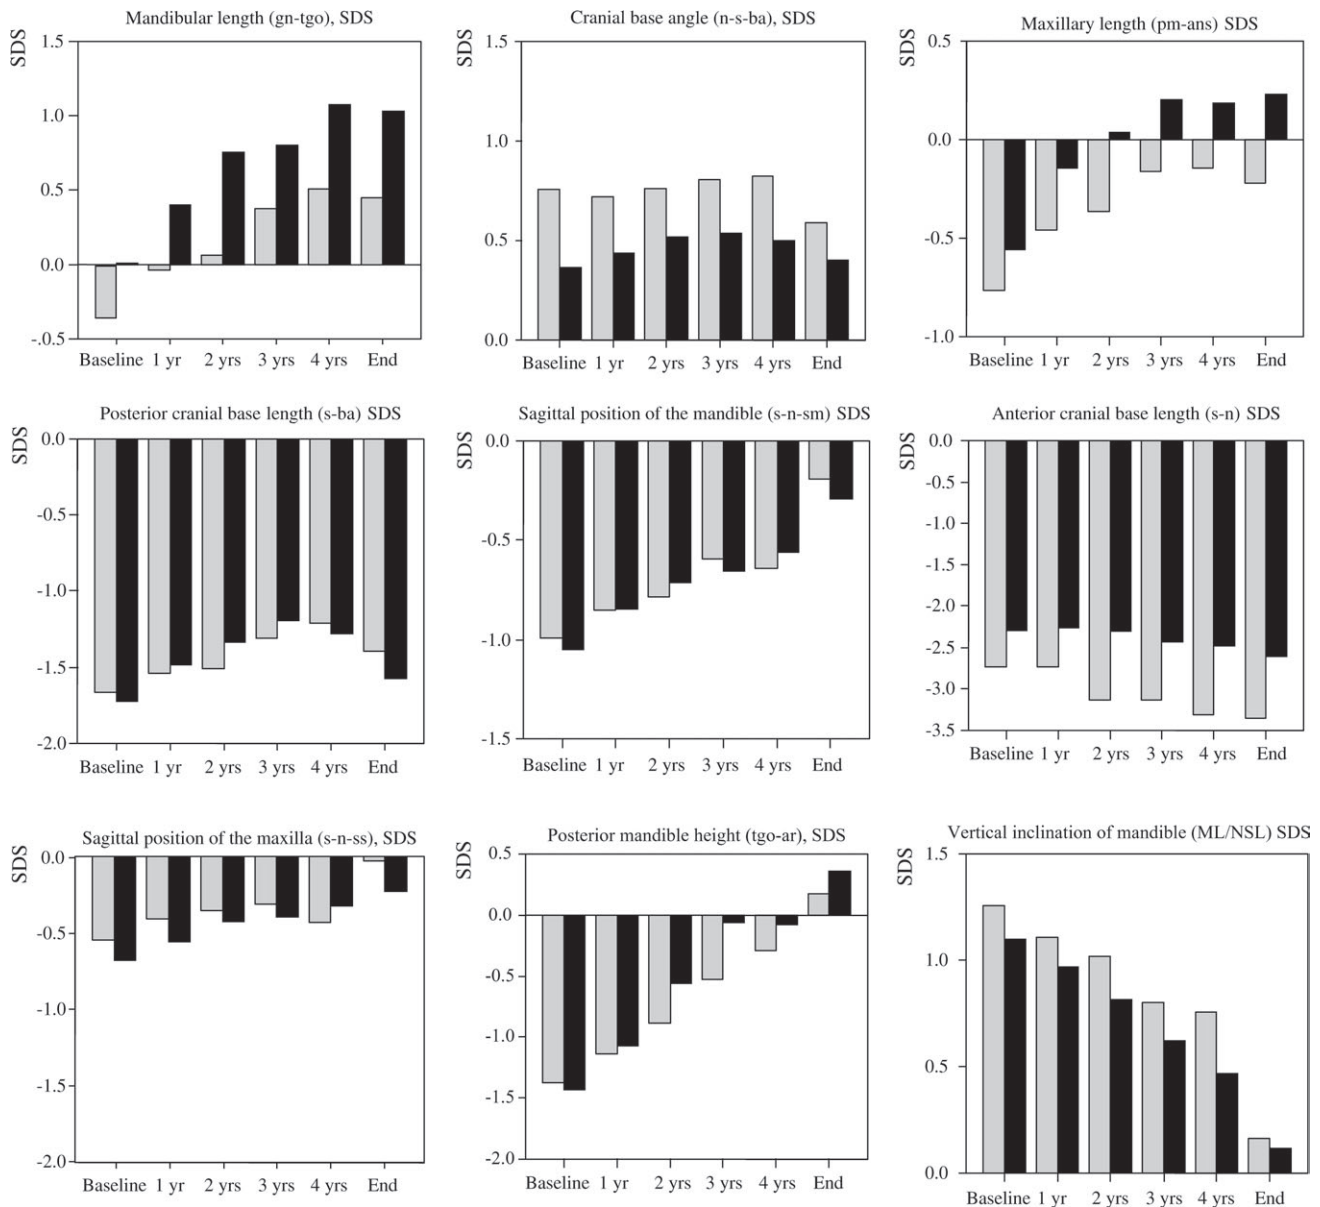 Mandibular length (gn-tgo), SDS
SDS
1.5
1.0
0.5
0.0
-.0.5
Baseline 1 yr 2 yrs 3 yrs 4 yrs End
Cranial base angle (n-s-ba), SDS
SDS
1.5
1.0
0.5
0.0
Baseline 1 yr 2 yrs 3 yrs 4 yrs End
Maxillary length (pm-ans) SDS
SDS
0.5
0.0
-0.5
-1.0
Baseline 1 yr 2 yrs 3 yrs 4 yrs End
Posterior cranial base length (s-ba) SDS
SDS
0.0
-0.5
-1.0
-1.5
-2.0
Baseline 1 yr 2 yrs 3 yrs 4 yrs End
Sagittal position of the mandible (s-n-sm) SDS
SDS
0.0
-0.5
-1.0
-1.5
Baseline 1 yr 2 yrs 3 yrs 4 yrs End
Anterior cranial base length (s-n) SDS
SDS
0.0
-0.5
-1.0
-1.5
-2.0
-2.5
-3.0
-3.5
Baseline 1 yr 2 yrs 3 yrs 4 yrs End
Sagittal position of the maxilla (s-n-ss), SDS
SDS
0.0
-0.5
-1.0
-1.5
-2.0
Baseline 1 yr 2 yrs 3 yrs 4 yrs End
Posterior mandible height (tgo-ar), SDS
SDS
0.5
0.0
-0.5
-1.0
-1.5
-2.0
Baseline 1 yr 2 yrs 3 yrs 4 yrs End
Vertical inclination of mandible (ML/NSL) SDS
SDS
1.5
1.0
0.5
0.0
Baseline 1 yr 2 yrs 3 yrs 4 yrs End